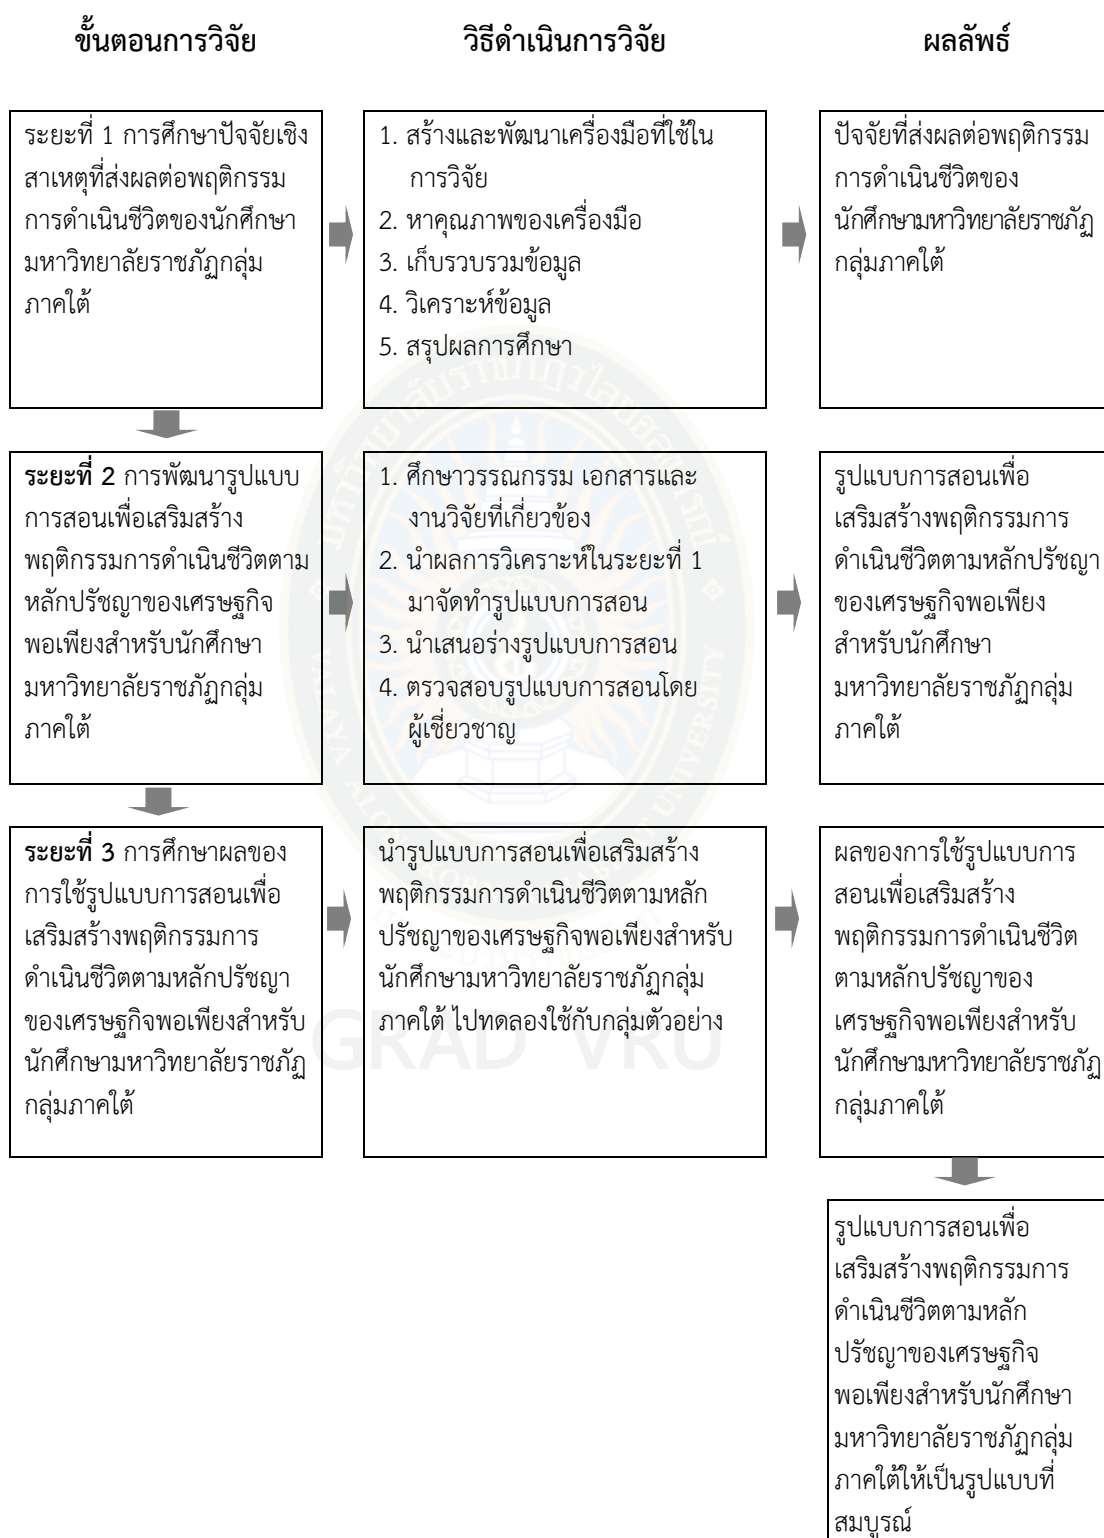 ขั้นตอนการวิจัย
วิธีดำเนินการวิจัย
ผลลัพธ์
ระยะที่ 1 การศึกษาปัจจัยเชิง
สาเหตุที่ส่งผลต่อพฤติกรรม
การดำเนินชีวิตของนักศึกษา
มหาวิทยาลัยราชภัฏกลุ่ม
ภาคใต้
1. สร้างและพัฒนาเครื่องมือที่ใช้ใน
การวิจัย
2. หาคุณภาพของเครื่องมือ
3. เก็บรวบรวมข้อมูล
4. วิเคราะห์ข้อมูล
5. สรุปผลการศึกษา
ปัจจัยที่ส่งผลต่อพฤติกรรม
การดำเนินชีวิตของ
นักศึกษามหาวิทยาลัยราชภัฏ
กลุ่มภาคใต้
ระยะที่ 2 การพัฒนารูปแบบ
การสอนเพื่อเสริมสร้าง
พฤติกรรมการดำเนินชีวิตตาม
หลักปรัชญาของเศรษฐกิจ
พอเพียงสำหรับนักศึกษา
มหาวิทยาลัยราชภัฏกลุ่ม
ภาคใต้
1. ศึกษาวรรณกรรม เอกสารและ
งานวิจัยที่เกี่ยวข้อง
2. นำผลการวิเคราะห์ในระยะที่ 1
มาจัดทำรูปแบบการสอน
3. นำเสนอร่างรูปแบบการสอน
4. ตรวจสอบรูปแบบการสอนโดย
ผู้เชี่ยวชาญ
รูปแบบการสอนเพื่อ
เสริมสร้างพฤติกรรมการ
ดำเนินชีวิตตามหลักปรัชญา
ของเศรษฐกิจพอเพียง
สำหรับนักศึกษา
มหาวิทยาลัยราชภัฏกลุ่ม
ภาคใต้
ระยะที่ 3 การศึกษาผลของ
การใช้รูปแบบการสอนเพื่อ
เสริมสร้างพฤติกรรมการ
ดำเนินชีวิตตามหลักปรัชญา
ของเศรษฐกิจพอเพียงสำหรับ
นักศึกษามหาวิทยาลัยราชภัฏ
กลุ่มภาคใต้
นำรูปแบบการสอนเพื่อเสริมสร้าง
พฤติกรรมการดำเนินชีวิตตามหลัก
ปรัชญาของเศรษฐกิจพอเพียงสำหรับ
นักศึกษามหาวิทยาลัยราชภัฏกลุ่ม
ภาคใต้ ไปทดลองใช้กับกลุ่มตัวอย่าง
ผลของการใช้รูปแบบการ
สอนเพื่อเสริมสร้าง
พฤติกรรมการดำเนินชีวิต
ตามหลักปรัชญาของ
เศรษฐกิจพอเพียงสำหรับ
นักศึกษามหาวิทยาลัยราชภัฏ
กลุ่มภาคใต้
GRAD VRU
รูปแบบการสอนเพื่อ
เสริมสร้างพฤติกรรมการ
ดำเนินชีวิตตามหลัก
ปรัชญาของเศรษฐกิจ
พอเพียงสำหรับนักศึกษา
มหาวิทยาลัยราชภัฏกลุ่ม
ภาคใต้ให้เป็นรูปแบบที่
สมบูรณ์